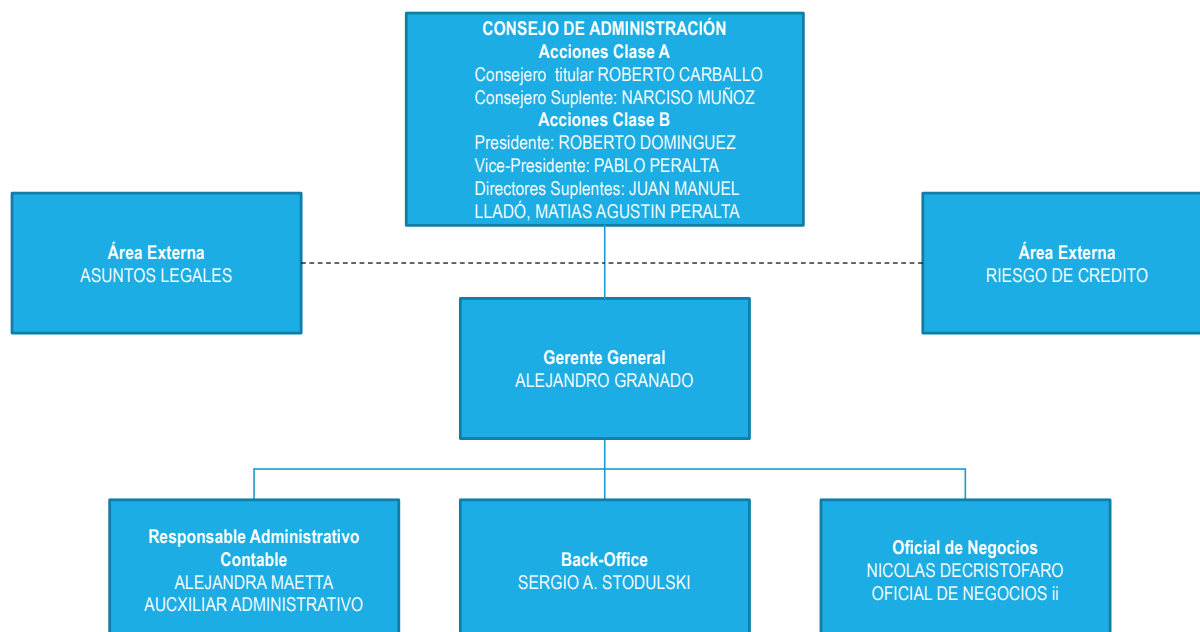 CONSEJO DE ADMINISTRACIÓN
Acciones Clase A
Consejero titular ROBERTO CARBALLO
Consejero Suplente: NARCISO MUÑOZ
Acciones Clase B
Presidente: ROBERTO DOMINGUEZ
Vice-Presidente: PABLO PERALTA
Directores Suplentes: JUAN MANUEL
LLADÓ, MATIAS AGUSTIN PERALTA
Área Externa
ASUNTOS LEGALES
Área Externa
RIESGO DE CREDITO
Gerente General
ALEJANDRO GRANADO
Responsable Administrativo
Contable
ALEJANDRA MAETTA
AUCXILIAR ADMINISTRATIVO
Back-Office
SERGIO A. STODULSKI
Oficial de Negocios
NICOLAS DECRISTOFARO
OFICIAL DE NEGOCIOS ii